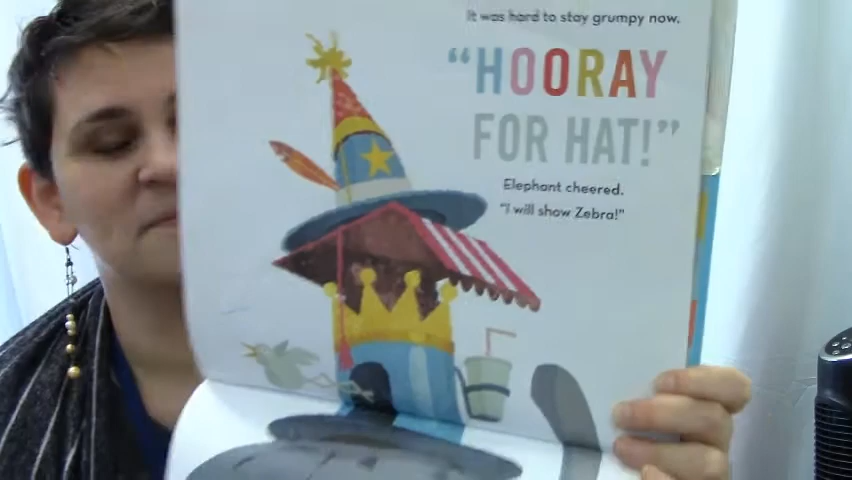 It was hard to stay grumpy now.
"HOORAY
FOR HAT!"
Elephant cheered.
"I will show Zebra!"